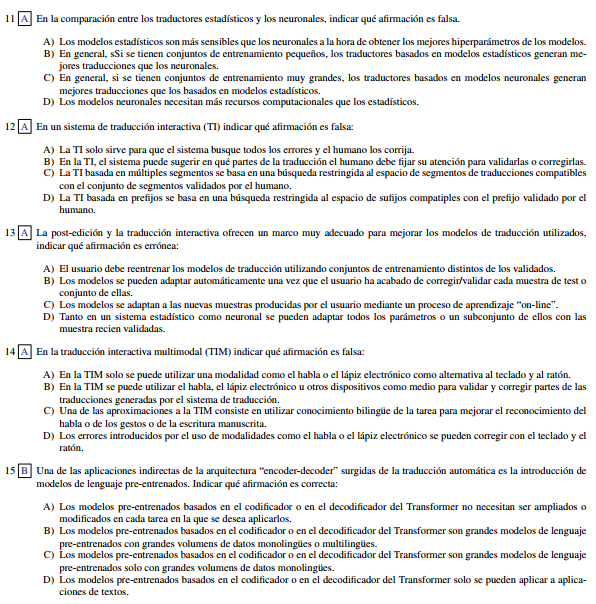 11 A En la comparación entre los traductores estadísticos y los neuronales, indicar qué afirmación es falsa.
A) Los modelos estadísticos son más sensibles que los neuronales a la hora de obtener los mejores hiperparámetros de los modelos.
B) En general, sSi se tienen conjuntos de entrenamiento pequeños, los traductores basados en modelos estadísticos generan me-
jores traducciones que los neuronales.
C) En general, si se tienen conjuntos de entrenamiento muy grandes, los traductores basados en modelos neuronales generan
mejores traducciones que los basados en modelos estadísticos.
D) Los modelos neuronales necesitan más recursos computacionales que los estadísticos.
12 A En un sistema de traducción interactiva (TI) indicar qué afirmación es falsa:
A) La TI solo sirve para que el sistema busque todos los errores y el humano los corrija.
B) En la TI, el sistema puede sugerir en qué partes de la traducción el humano debe fijar su atención para validarlas o corregirlas.
C) La TI basada en múltiples segmentos se basa en una búsqueda restringida al espacio de segmentos de traducciones compatibles
con el conjunto de segmentos validados por el humano.
D) La TI basada en prefijos se basa en una búsqueda restringida al espacio de sufijos compatiples con el prefijo validado por el
humano.
13 A La post-edición y la traducción interactiva ofrecen un marco muy adecuado para mejorar los modelos de traducción utilizados,
indicar qué afirmación es errónea:
A) El usuario debe reentrenar los modelos de traducción utilizando conjuntos de entrenamiento distintos de los validados.
B) Los modelos se pueden adaptar automáticamente una vez que el usuario ha acabado de corregir/validar cada muestra de test o
conjunto de ellas.
C) Los modelos se adaptan a las nuevas muestras producidas por el usuario mediante un proceso de aprendizaje “on-line”.
D) Tanto en un sistema estadístico como neuronal se pueden adaptar todos los parámetros o un subconjunto de ellos con las
muestra recien validadas.
14 A En la traducción interactiva multimodal (TIM) indicar qué afirmación es falsa:
A) En la TIM solo se puede utilizar una modalidad como el habla o el lápiz electrónico como alternativa al teclado y al ratón.
B) En la TIM se puede utilizar el habla, el lápiz electrónico u otros dispositivos como medio para validar y corregir partes de las
traducciones generadas por el sistema de traducción.
C) Una de las aproximaciones a la TIM consiste en utilizar conocimiento bilingüe de la tarea para mejorar el reconocimiento del
habla o de los gestos o de la escritura manuscrita.
D) Los errores introducidos por el uso de modalidades como el habla o el lápiz electrónico se pueden corregir con el teclado y el
ratón.
15 B Una de las aplicaciones indirectas de la arquitectura “encoder-decoder” surgidas de la traducción automática es la introducción de
modelos de lenguaje pre-entrenados. Indicar qué afirmación es correcta:
A) Los modelos pre-entrenados basados en el codificador o en el decodificador del Transformer no necesitan ser ampliados o
modificados en cada tarea en la que se desea aplicarlos.
B) Los modelos pre-entrenados basados en el codificador o en el decodificador del Transformer son grandes modelos de lenguaje
pre-entrenados con grandes volumens de datos monolingües o multilingües.
C) Los modelos pre-entrenados basados en el codificador o en el decodificador del Transformer son grandes modelos de lenguaje
pre-entrenados solo con grandes volumens de datos monolingües.
D) Los modelos pre-entrenados basados en el codificador o en el decodificador del Transformer solo se pueden aplicar a aplica-
ciones de textos.